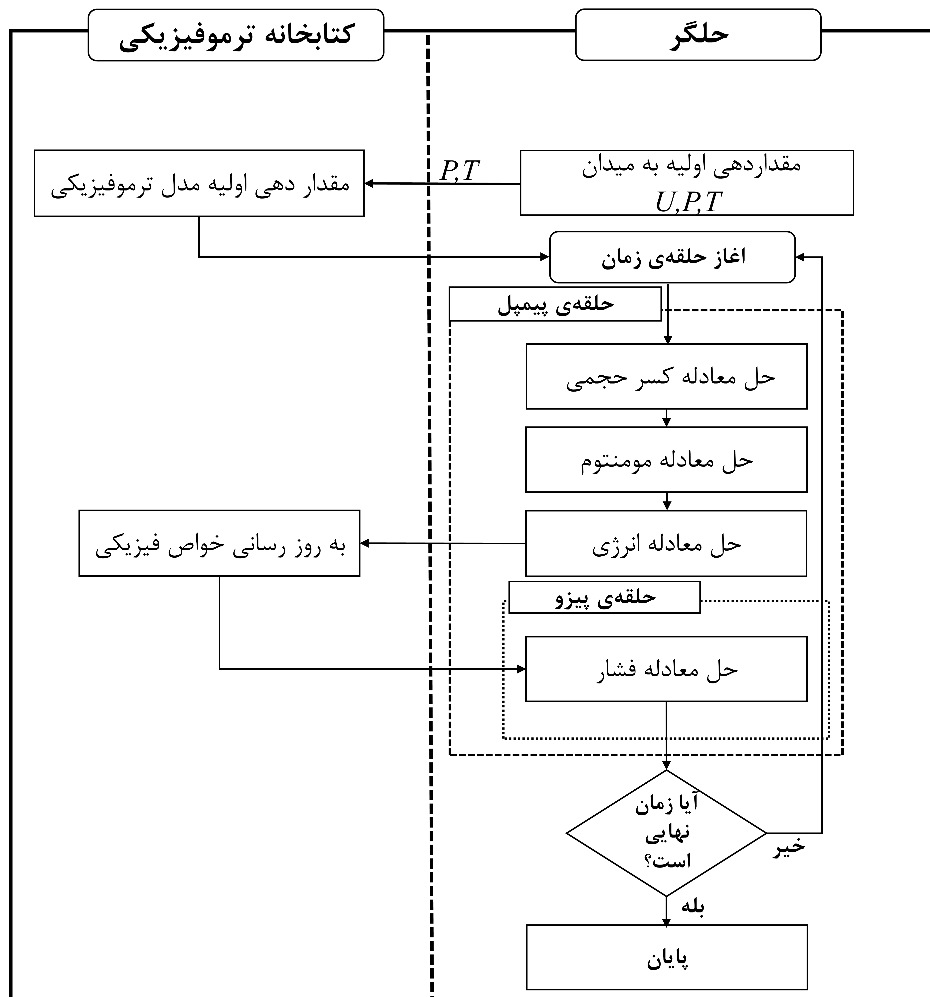 حلگر
کتابخانه ترموفیزیکی
مقداردهی اولیه به میدان
U,P,T
P,T
مقدار دهی اولیه مدل ترموفیزیکی
اغاز حلقه‌ی زمان
حلقه‌ی پیمپل
حل معادله کسر حجمی
حل معادله مومنتوم
حل معادله انرژی
به روز رسانی خواص فیزیکی
حلقه‌ی پیزو
حل معادله فشار
آیا زمان
نهایی
است؟
خیر
بله
پایان